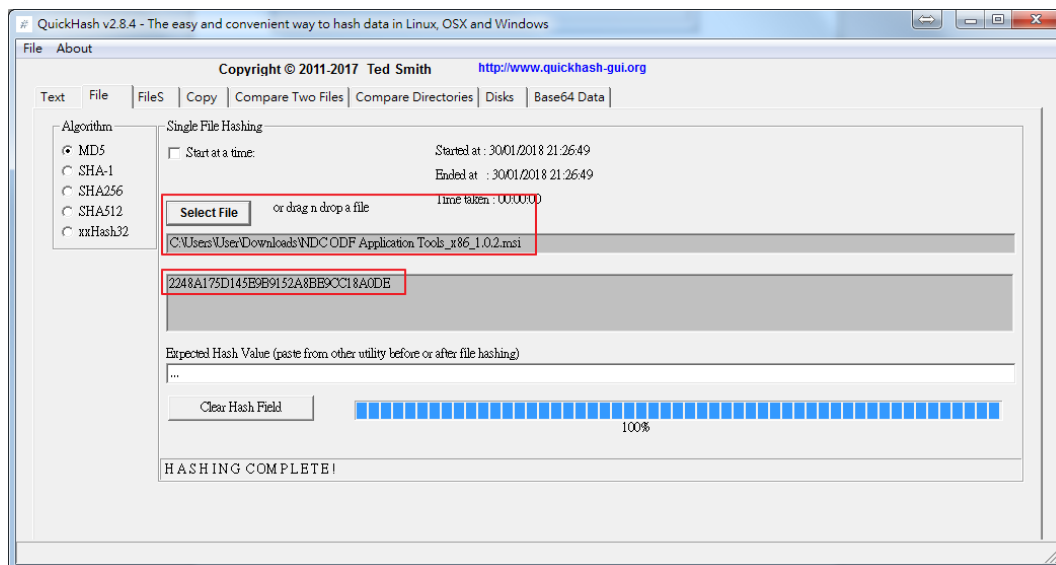 QuickHash v2.8.4 - The easy and convenient way to hash data in Linux, OSX and Windows
File About
Copyright © 2011-2017 Ted Smith http://www.quickhash-gui.org
Text File FileS Copy Compare Two Files Compare Directories Disks Base64 Data
Algorithm
MD5
SHA-1
SHA256
SHA512
xxHash32
Single File Hashing
Start at a time:
Started at : 30/01/2018 21:26:49
Ended at : 30/01/2018 21:26:49
Time taken : 00:00:00
Select File or drag n drop a file
C:\Users\User\Downloads\NDC ODF Application Tools_x86_1.0.2.msi
2248A175D145E9B9152A8BE9CC18A0DE
Expected Hash Value (paste from other utility before or after file hashing)
...
Clear Hash Field
100%
HASHING COMPLETE!